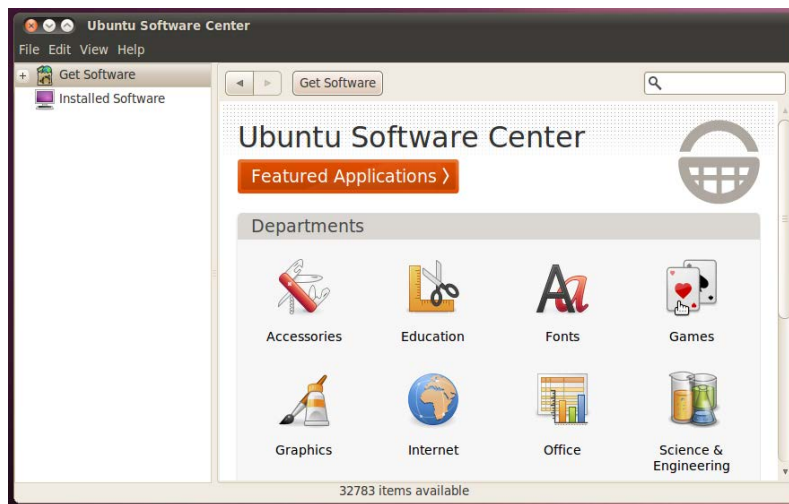 Ubuntu Software Center
File Edit View Help
Get Software
Installed Software
Get Software
Ubuntu Software Center
Featured Applications 〉
Departments
Accessories
Education
Fonts
Games
Graphics
Internet
Office
Science &
Engineering
32783 items available